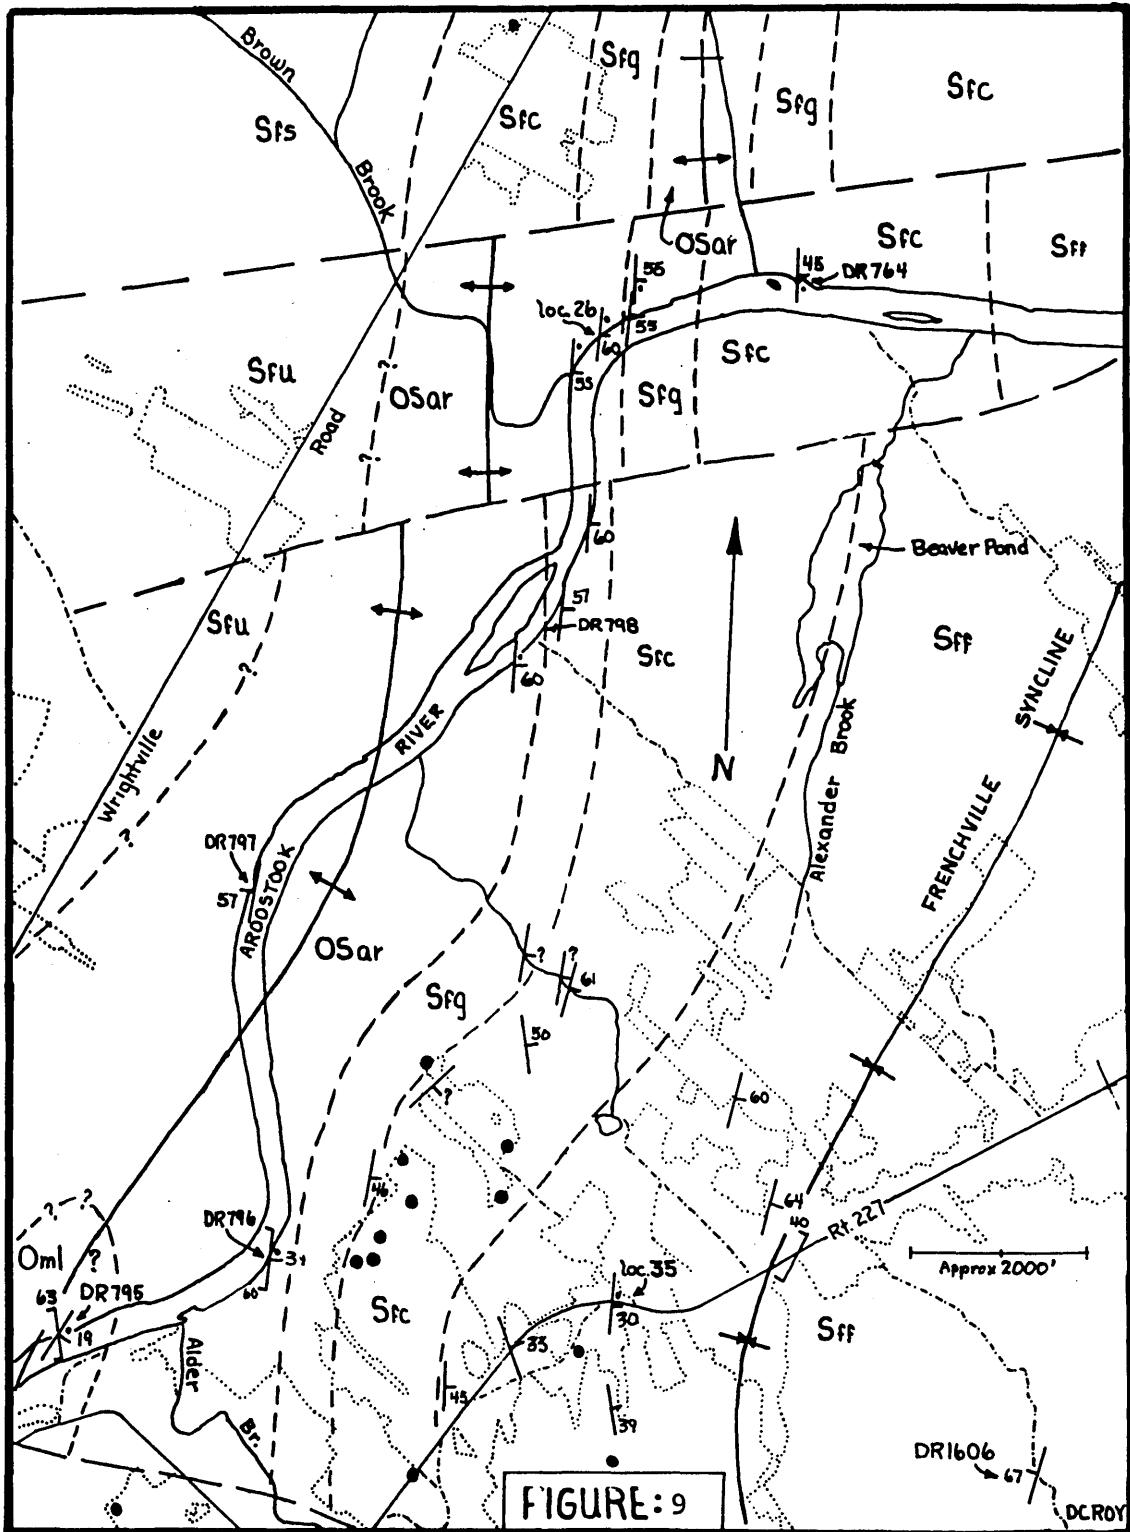 Brown
Sfs
Brook
Sfc
Sfg
Sfg
Sfc
OSar
Sfc
Sff
56
48
DR764
loc. 26
55
60
55
Sfc
Sfg
Sfu
OSar
?
?
Road
60
Beaver Pond
57
DR798
Sfu
Sfc
Sff
60
?
RIVER
N
SYNCLINE
Wrightville
?
Alexander Brook
FRENCHVILLE
DR797
57
AROOSTOOK
OSar
?
?
61
Sfg
50
?
60
46
64
40
Rt. 227
? ?
DR796
Oml
?
31
60
loc. 35
Approx 2000'
63
DR795
19
Sfc
30
33
Sff
Alder
Br.
45
39
DR1606
67
FIGURE: 9
DCROY